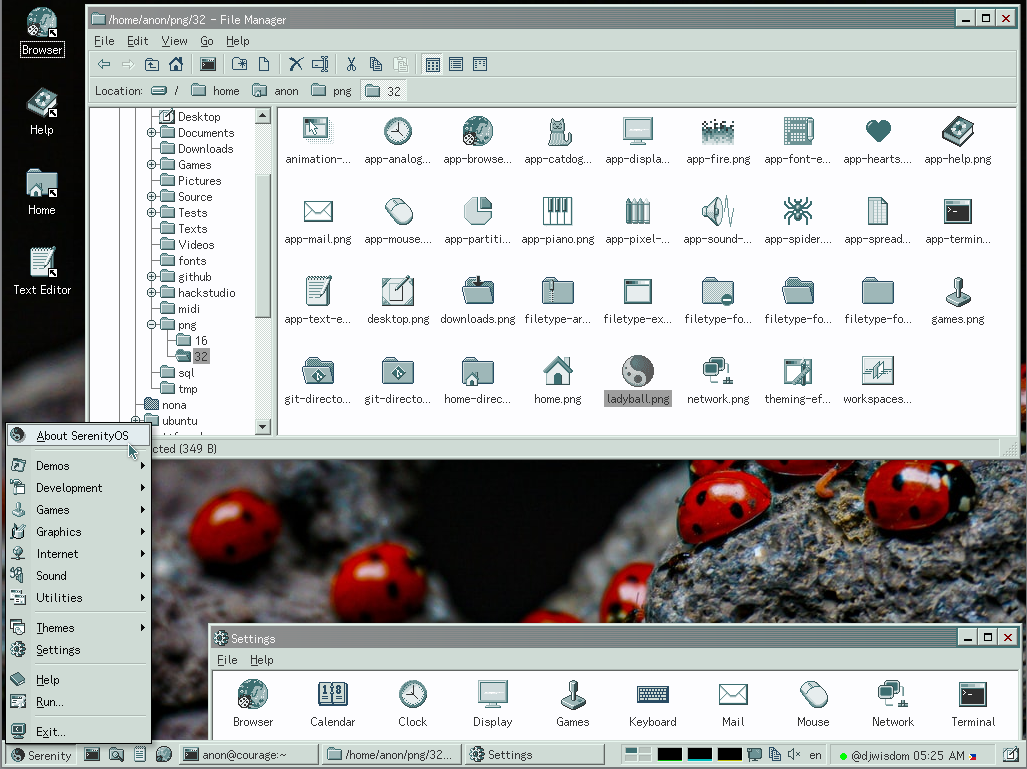 Browser
Help
Home
Text Editor
/home/anon/png/32 - File Manager
File Edit View Go Help
Location: / home anon png 32
Desktop
Documents
Downloads
Games
Pictures
Source
Tests
Texts
Videos
fonts
github
hackstudio
midi
png
16
32
sql
tmp
nona
ubuntu
animation-... app-analog... app-browse... app-catdog... app-displa... app-fire.png app-font-e... app-hearts.... app-help.png
app-mail.png app-mouse.... app-partiti... app-piano.png app-pixel-... app-sound-... app-spider.... app-spread... app-termin...
app-text-e... desktop.png downloads.png filetype-ar... filetype-ex... filetype-fo... filetype-fo... filetype-fo... games.png
git-directo... git-directo... home-direc... home.png ladyball.png network.png theming-ef... workspaces...
cted (349 B)
About SerenityOS
Demos
Development
Games
Graphics
Internet
Sound
Utilities
Themes
Settings
Help
Run...
Exit...
Settings
File Help
Browser Calendar Clock Display Games Keyboard Mail Mouse Network Terminal
Serenity anon@courage:~ /home/anon/png/32... Settings en @djwisdom 05:25 AM